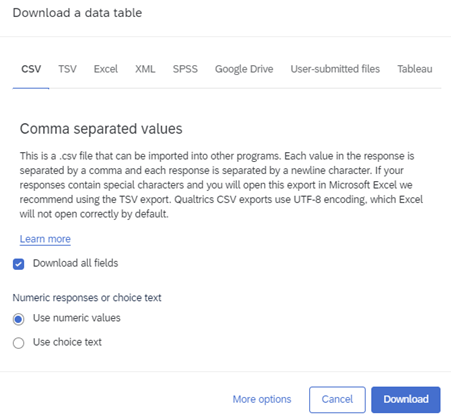 Download a data table
CSV TSV Excel XML SPSS Google Drive User-submitted files Tableau
Comma separated values
This is a .csv file that can be imported into other programs. Each value in the response is
separated by a comma and each response is separated by a newline character. If your
responses contain special characters and you will open this export in Microsoft Excel we
recommend using the TSV export. Qualtrics CSV exports use UTF-8 encoding, which Excel
will not open correctly by default.
Learn more
Download all fields
Numeric responses or choice text
Use numeric values
Use choice text
More options Cancel Download